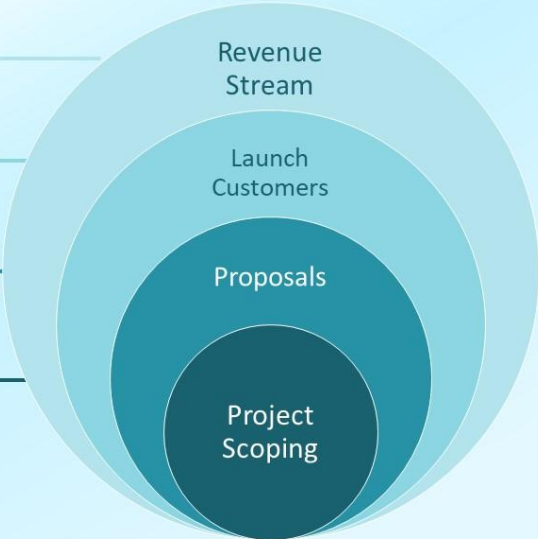 Revenue
Stream
Launch
Customers
Proposals
Project
Scoping